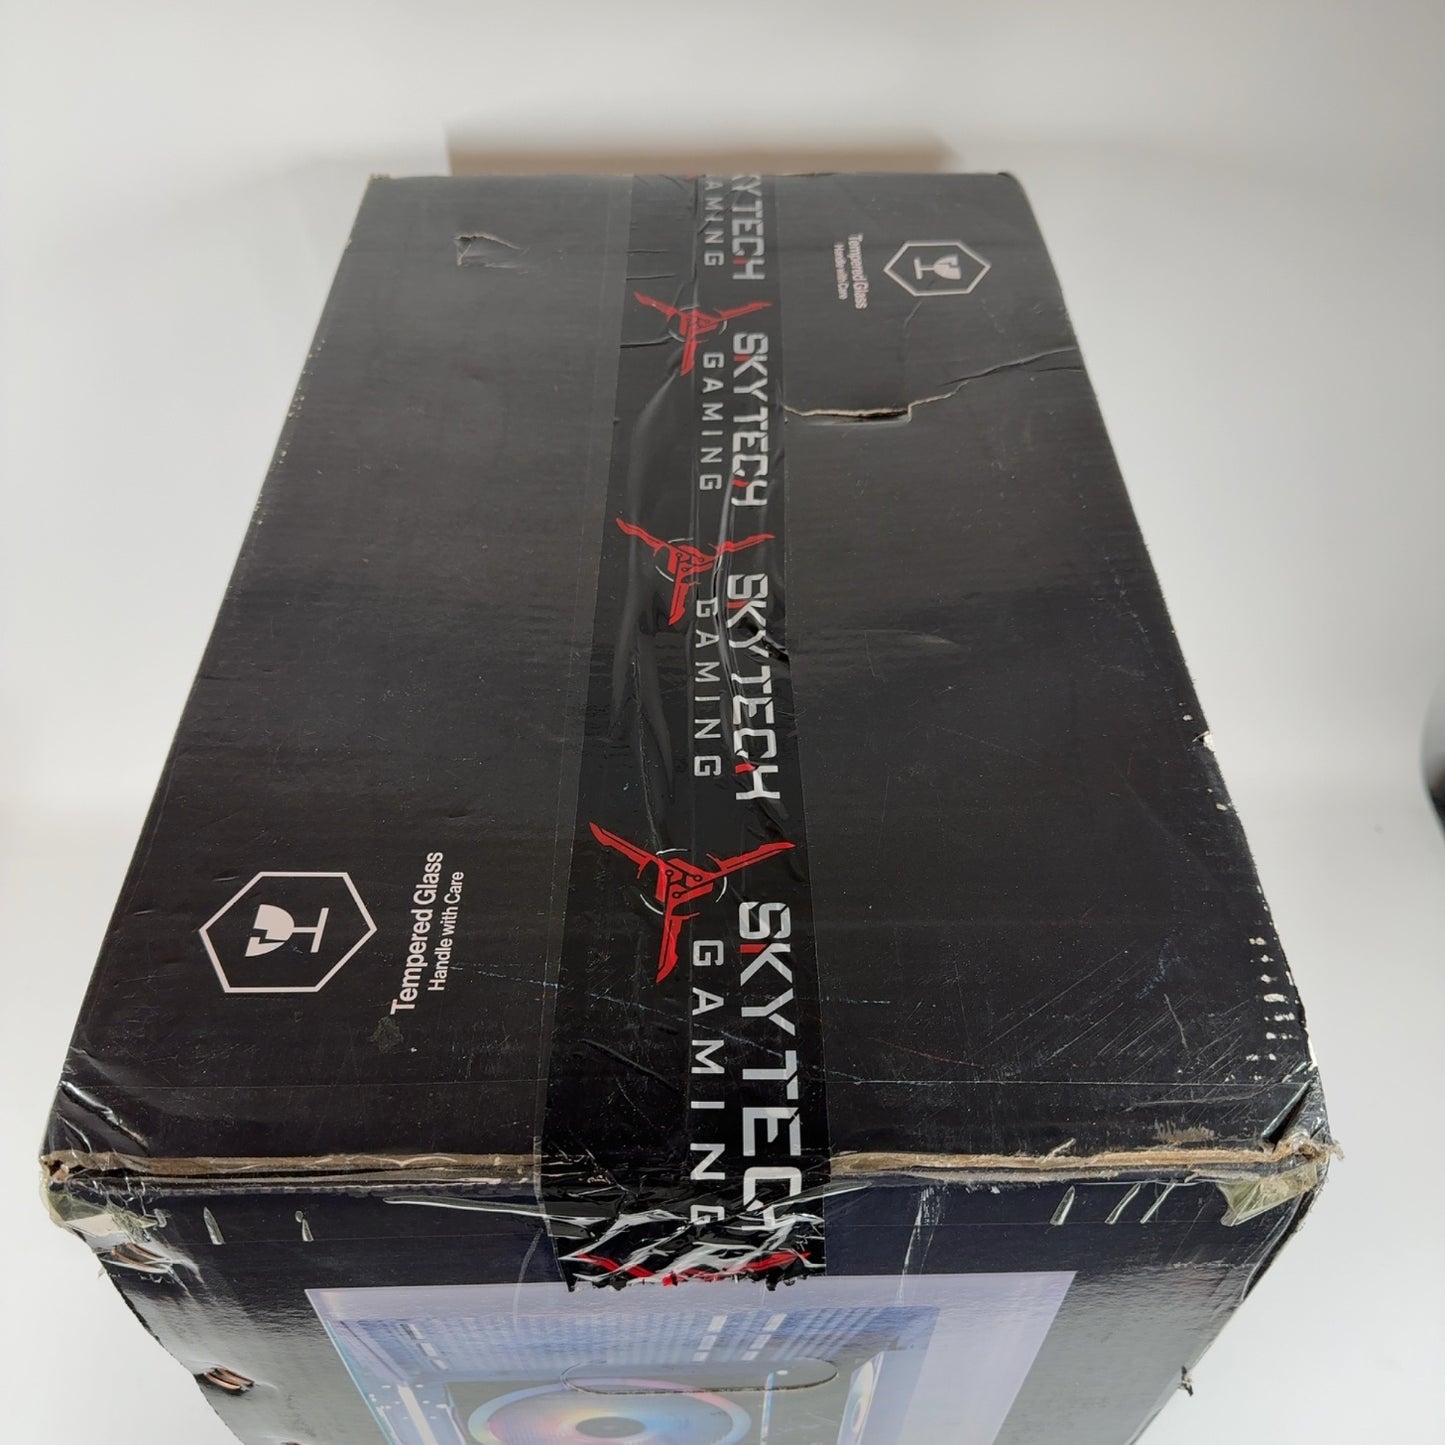 SKYTECH
GAMING
SKYTECH
GAMING
SKYTECH
GAMING
SKYTECH
GAMING
Tempered Glass
Handle with Care
Tempered Glass
Handle with Care